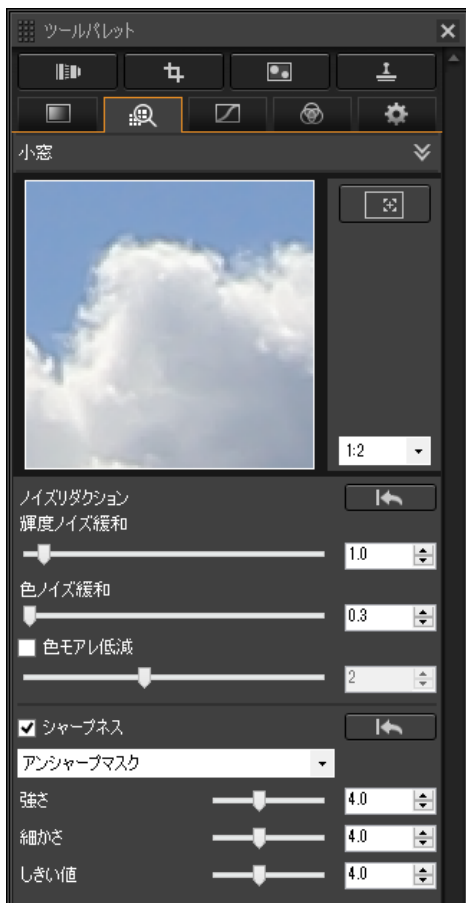 ツールパレット
小窓
1:2
ノイズリダクション
輝度ノイズ緩和
1.0
色ノイズ緩和
0.3
色モアレ低減
2
シャープネス
アンシャープマスク
強さ
4.0
細かさ
4.0
しきい値
4.0